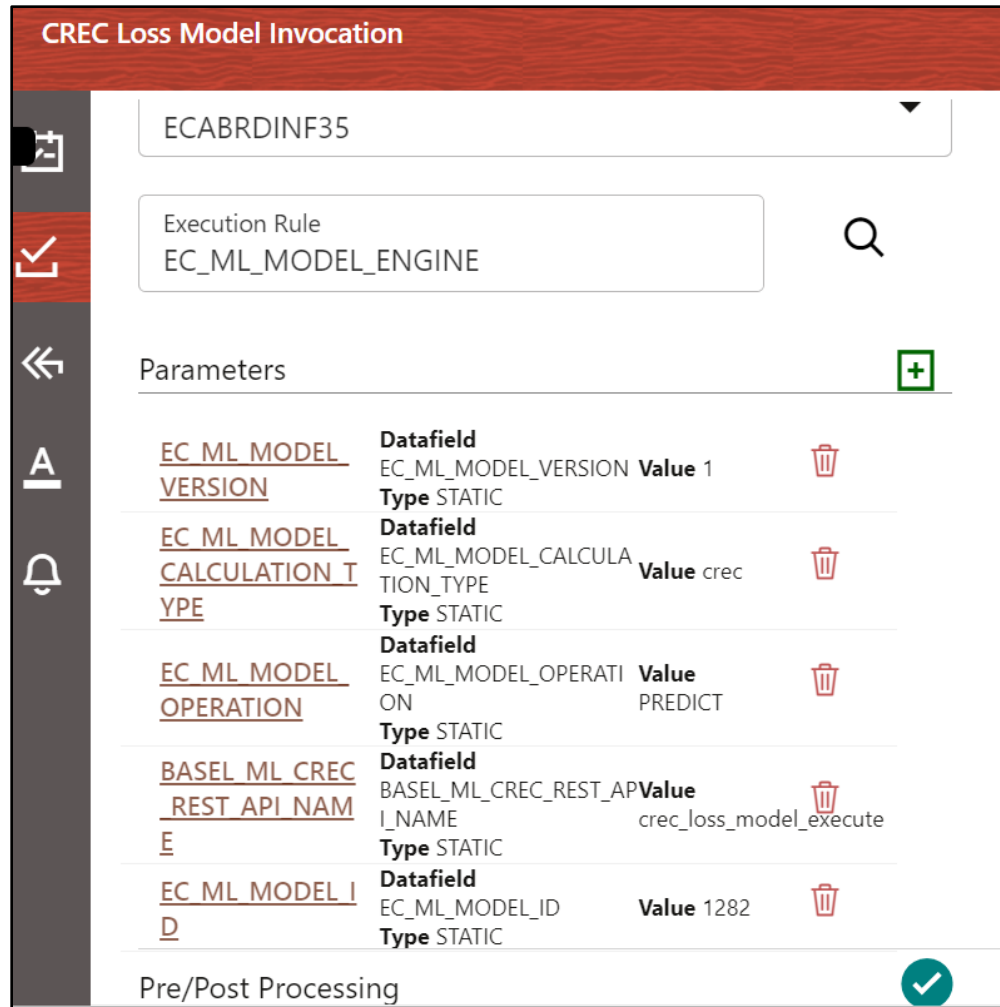 CREC Loss Model Invocation
ECABRDINF35
Execution Rule
EC_ML_MODEL_ENGINE
Parameters
EC_ML_MODEL_
VERSION
Datafield
EC_ML_MODEL_VERSION Value 1
Type STATIC
EC_ML_MODEL_
CALCULATION_T
YPE
Datafield
EC_ML_MODEL_CALCULA
TION_TYPE
Type STATIC
Value crec
EC_ML_MODEL_
OPERATION
Datafield
EC_ML_MODEL_OPERATI
ON
Type STATIC
Value
PREDICT
BASEL_ML_CREC
_REST_API_NAM
E
Datafield
BASEL_ML_CREC_REST_AP
I_NAME
Type STATIC
Value
crec_loss_model_execute
EC_ML_MODEL_I
D
Datafield
EC_ML_MODEL_ID
Type STATIC
Value 1282
Pre/Post Processing